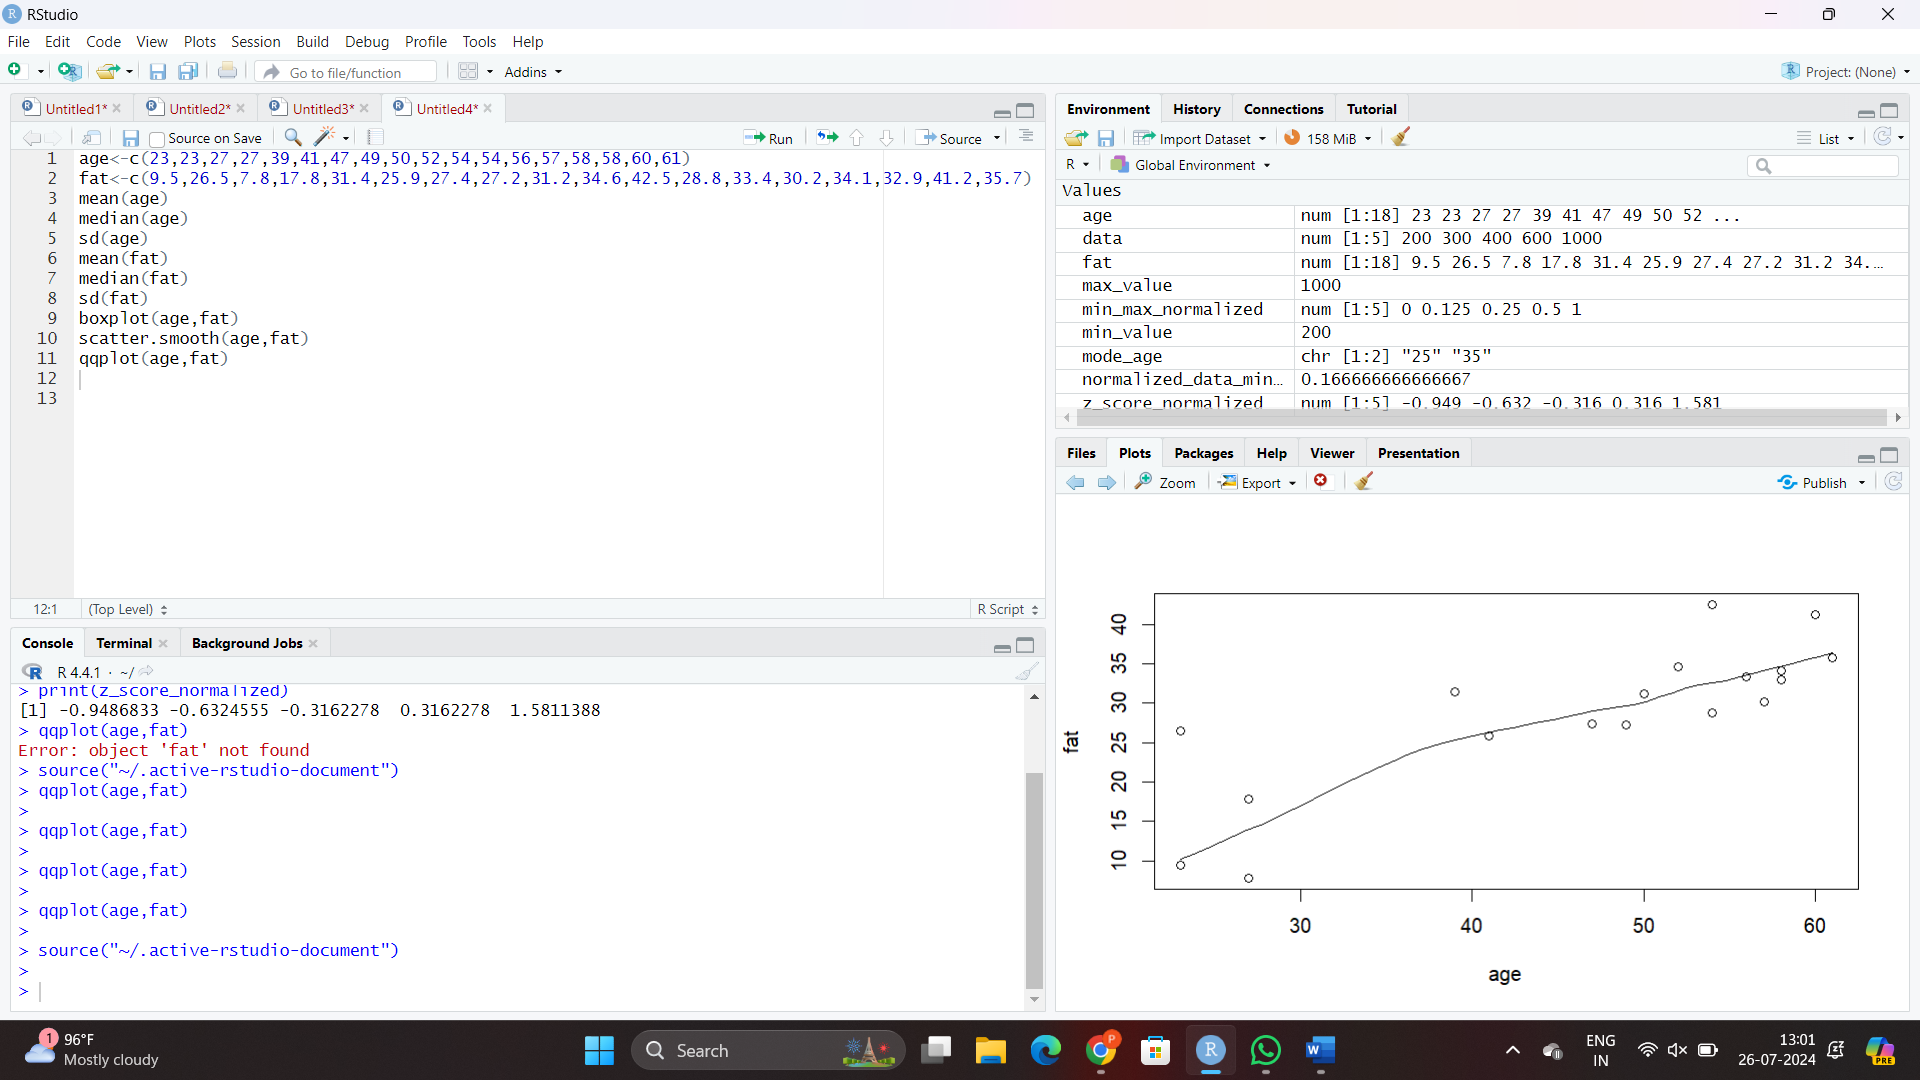 RStudio
File Edit Code View Plots Session Build Debug Profile Tools Help
Go to file/function Addins Project: (None)
Untitled1* Untitled2* Untitled3* Untitled4*
Source on Save Run Source
1 age<-c(23,23,27,27,39,41,47,49,50,52,54,54,56,57,58,58,60,61)
2 fat<-c(9.5,26.5,7.8,17.8,31.4,25.9,27.4,27.2,31.2,34.6,42.5,28.8,33.4,30.2,34.1,32.9,41.2,35.7)
3 mean(age)
4 median(age)
5 sd(age)
6 mean(fat)
7 median(fat)
8 sd(fat)
9 boxplot(age,fat)
10 scatter.smooth(age,fat)
11 qqplot(age,fat)
12
13
12:1 (Top Level) R Script
Console Terminal Background Jobs
R 4.4.1 · ~/
> print(z_score_normalized)
[1] -0.9486833 -0.6324555 -0.3162278 0.3162278 1.5811388
> qqplot(age,fat)
Error: object 'fat' not found
> source("~/.active-rstudio-document")
> qqplot(age,fat)
>
> qqplot(age,fat)
>
> qqplot(age,fat)
>
> qqplot(age,fat)
>
> source("~/.active-rstudio-document")
>
>
Environment History Connections Tutorial
Import Dataset 158 MiB List
R Global Environment
Values
age num [1:18] 23 23 27 27 39 41 47 49 50 52 ...
data num [1:5] 200 300 400 600 1000
fat num [1:18] 9.5 26.5 7.8 17.8 31.4 25.9 27.4 27.2 31.2 34.…
max_value 1000
min_max_normalized num [1:5] 0 0.125 0.25 0.5 1
min_value 200
mode_age chr [1:2] "25" "35"
normalized_data_min… 0.166666666666667
z_score_normalized num [1:5] -0.949 -0.632 -0.316 0.316 1.581
Files Plots Packages Help Viewer Presentation
Zoom Export Publish
40
35
30
25
20
15
10
fat
30 40 50 60
age
1 96°F
Mostly cloudy
Search
P
R
W
ENG
IN
13:01
26-07-2024
PRE